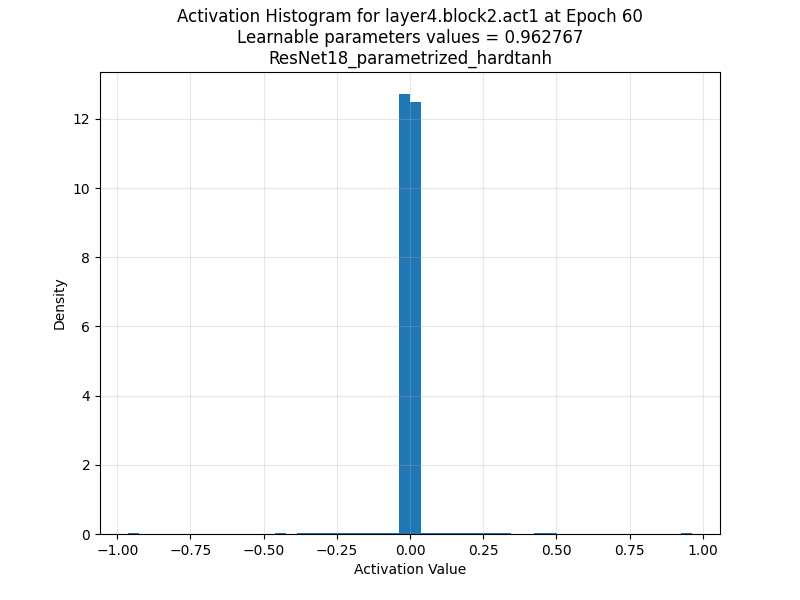 Activation Histogram for layer4.block2.act1 at Epoch 60
Learnable parameters values = 0.962767
ResNet18_parametrized_hardtanh
Density
12
10
8
6
4
2
0
−1.00 −0.75 −0.50 −0.25 0.00 0.25 0.50 0.75 1.00
Activation Value